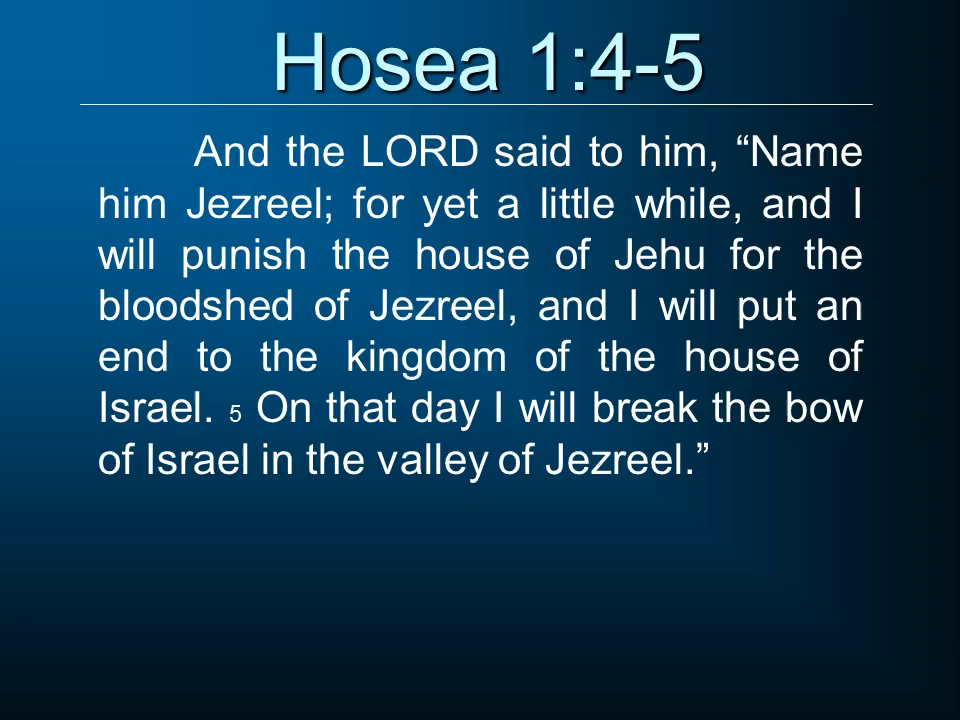 Hosea 1:4-5
And the LORD said to him, “Name
him Jezreel; for yet a little while, and I
will punish the house of Jehu for the
bloodshed of Jezreel, and I will put an
end to the kingdom of the house of
Israel. 5 On that day I will break the bow
of Israel in the valley of Jezreel.”